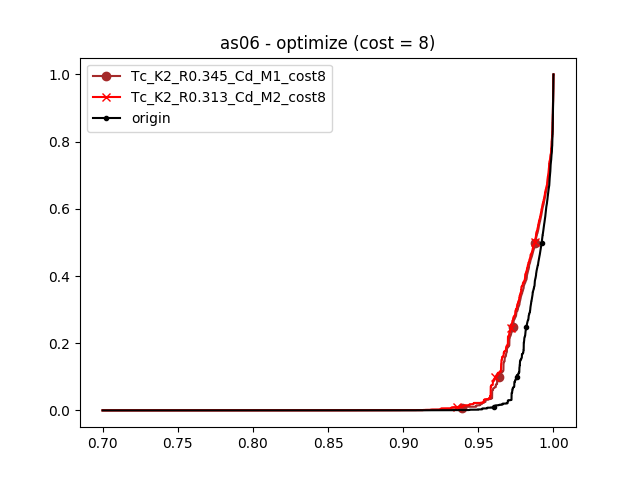 as06 - optimize (cost = 8)
Tc_K2_R0.345_Cd_M1_cost8
Tc_K2_R0.313_Cd_M2_cost8
origin
1.0
0.8
0.6
0.4
0.2
0.0
0.70 0.75 0.80 0.85 0.90 0.95 1.00